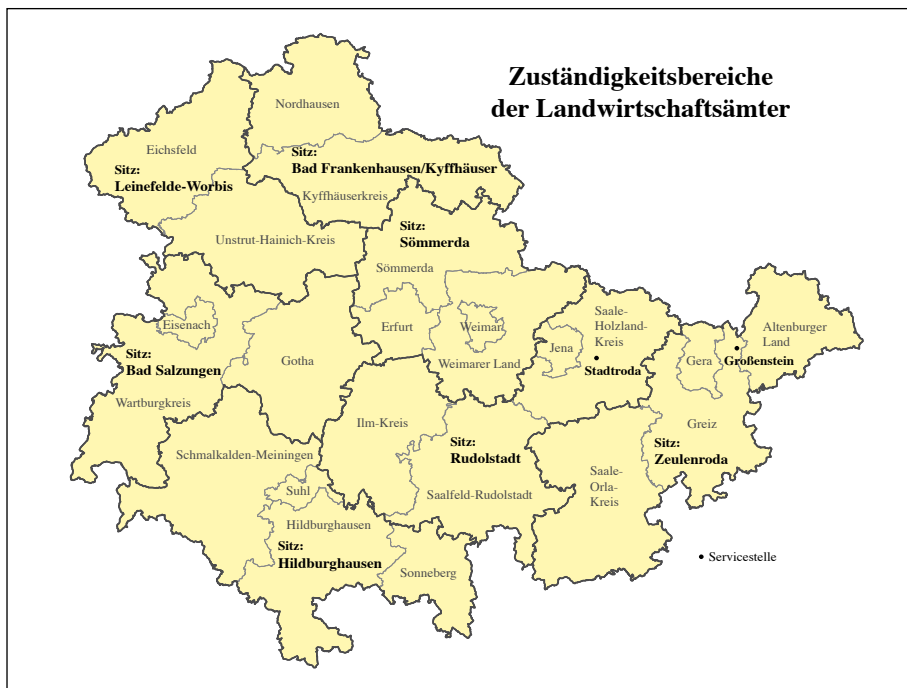 Zuständigkeitsbereiche
der Landwirtschaftsämter
Nordhausen
Eichsfeld
Sitz:
Leinefelde-Worbis
Sitz:
Bad Frankenhausen/Kyffhäuser
Kyffhäuserkreis
Unstrut-Hainich-Kreis
Sitz:
Sömmerda
Sömmerda
Eisenach
Sitz:
Bad Salzungen
Wartburgkreis
Gotha
Erfurt
Weimar
Weimarer Land
Jena
Saale-
Holzland-
Kreis
Stadtroda
Gera
Großenstein
Altenburger
Land
Greiz
Sitz:
Zeulenroda
Ilm-Kreis
Sitz:
Rudolstadt
Saalfeld-Rudolstadt
Saale-
Orla-
Kreis
Schmalkalden-Meiningen
Suhl
Hildburghausen
Sitz:
Hildburghausen
Sonneberg
Servicestelle